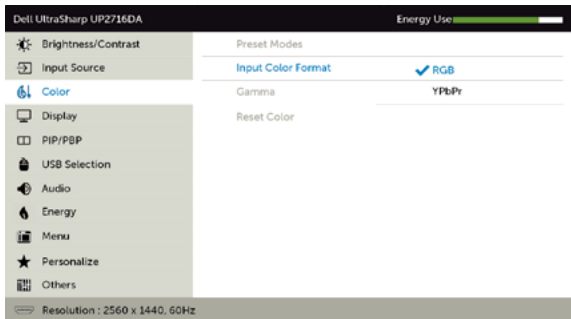 Dell UltraSharp UP2716DA
Energy Use
Brightness/Contrast
Preset Modes
Input Source
Input Color Format
RGB
Color
Gamma
YPbPr
Display
Reset Color
PIP/PBP
USB Selection
Audio
Energy
Menu
Personalize
Others
Resolution : 2560 x 1440, 60Hz